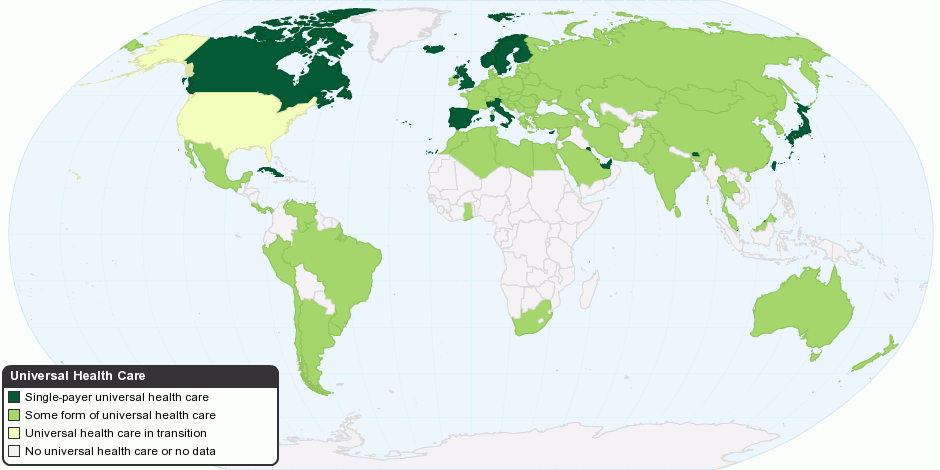 Universal Health Care
Single-payer universal health care
Some form of universal health care
Universal health care in transition
No universal health care or no data